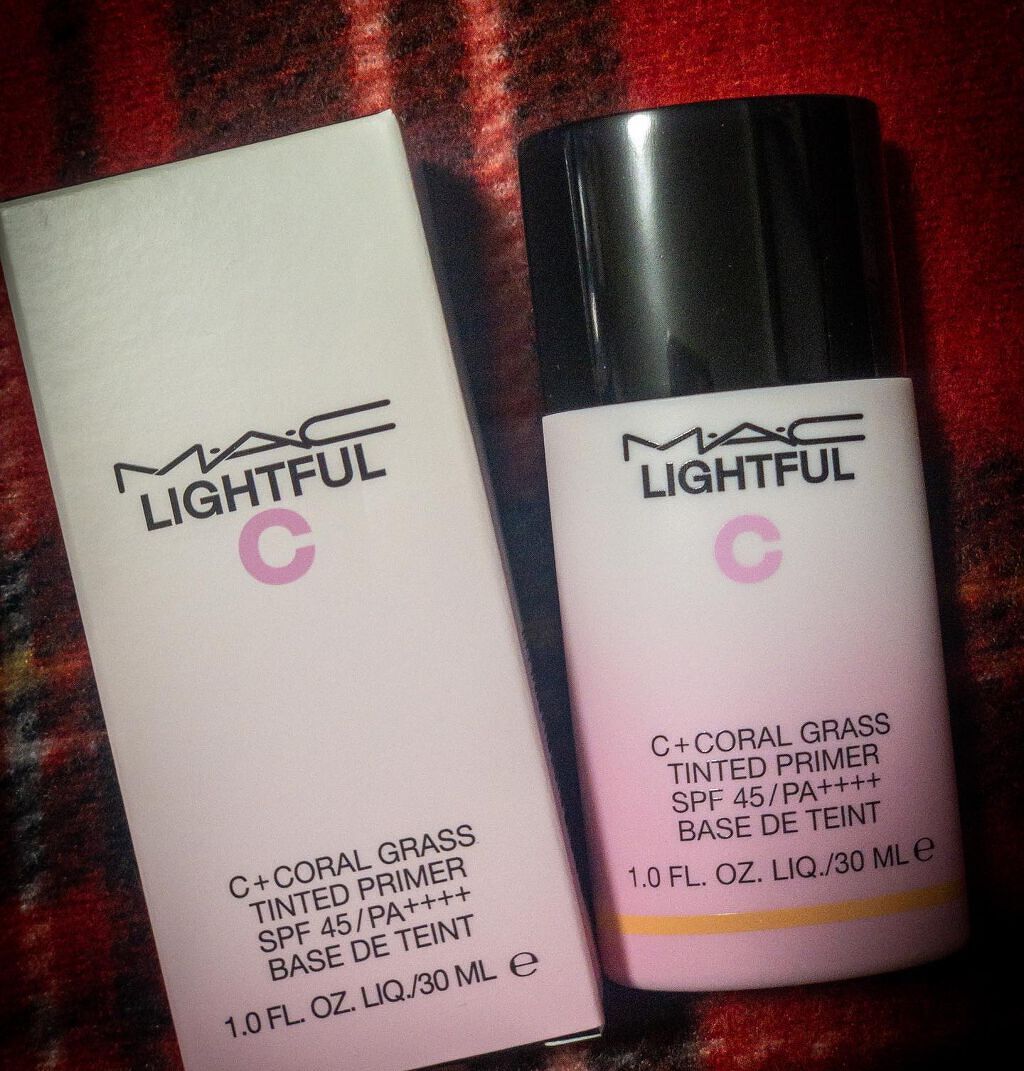 M·A·C
LIGHTFUL
C
C+CORAL GRASS
TINTED PRIMER
SPF 45/PA++++
BASE DE TEINT
1.0 FL. OZ. LIQ./30 ML ℮
M·A·C
LIGHTFUL
C
C+CORAL GRASS
TINTED PRIMER
SPF 45/PA++++
BASE DE TEINT
1.0 FL. OZ. LIQ./30 ML ℮